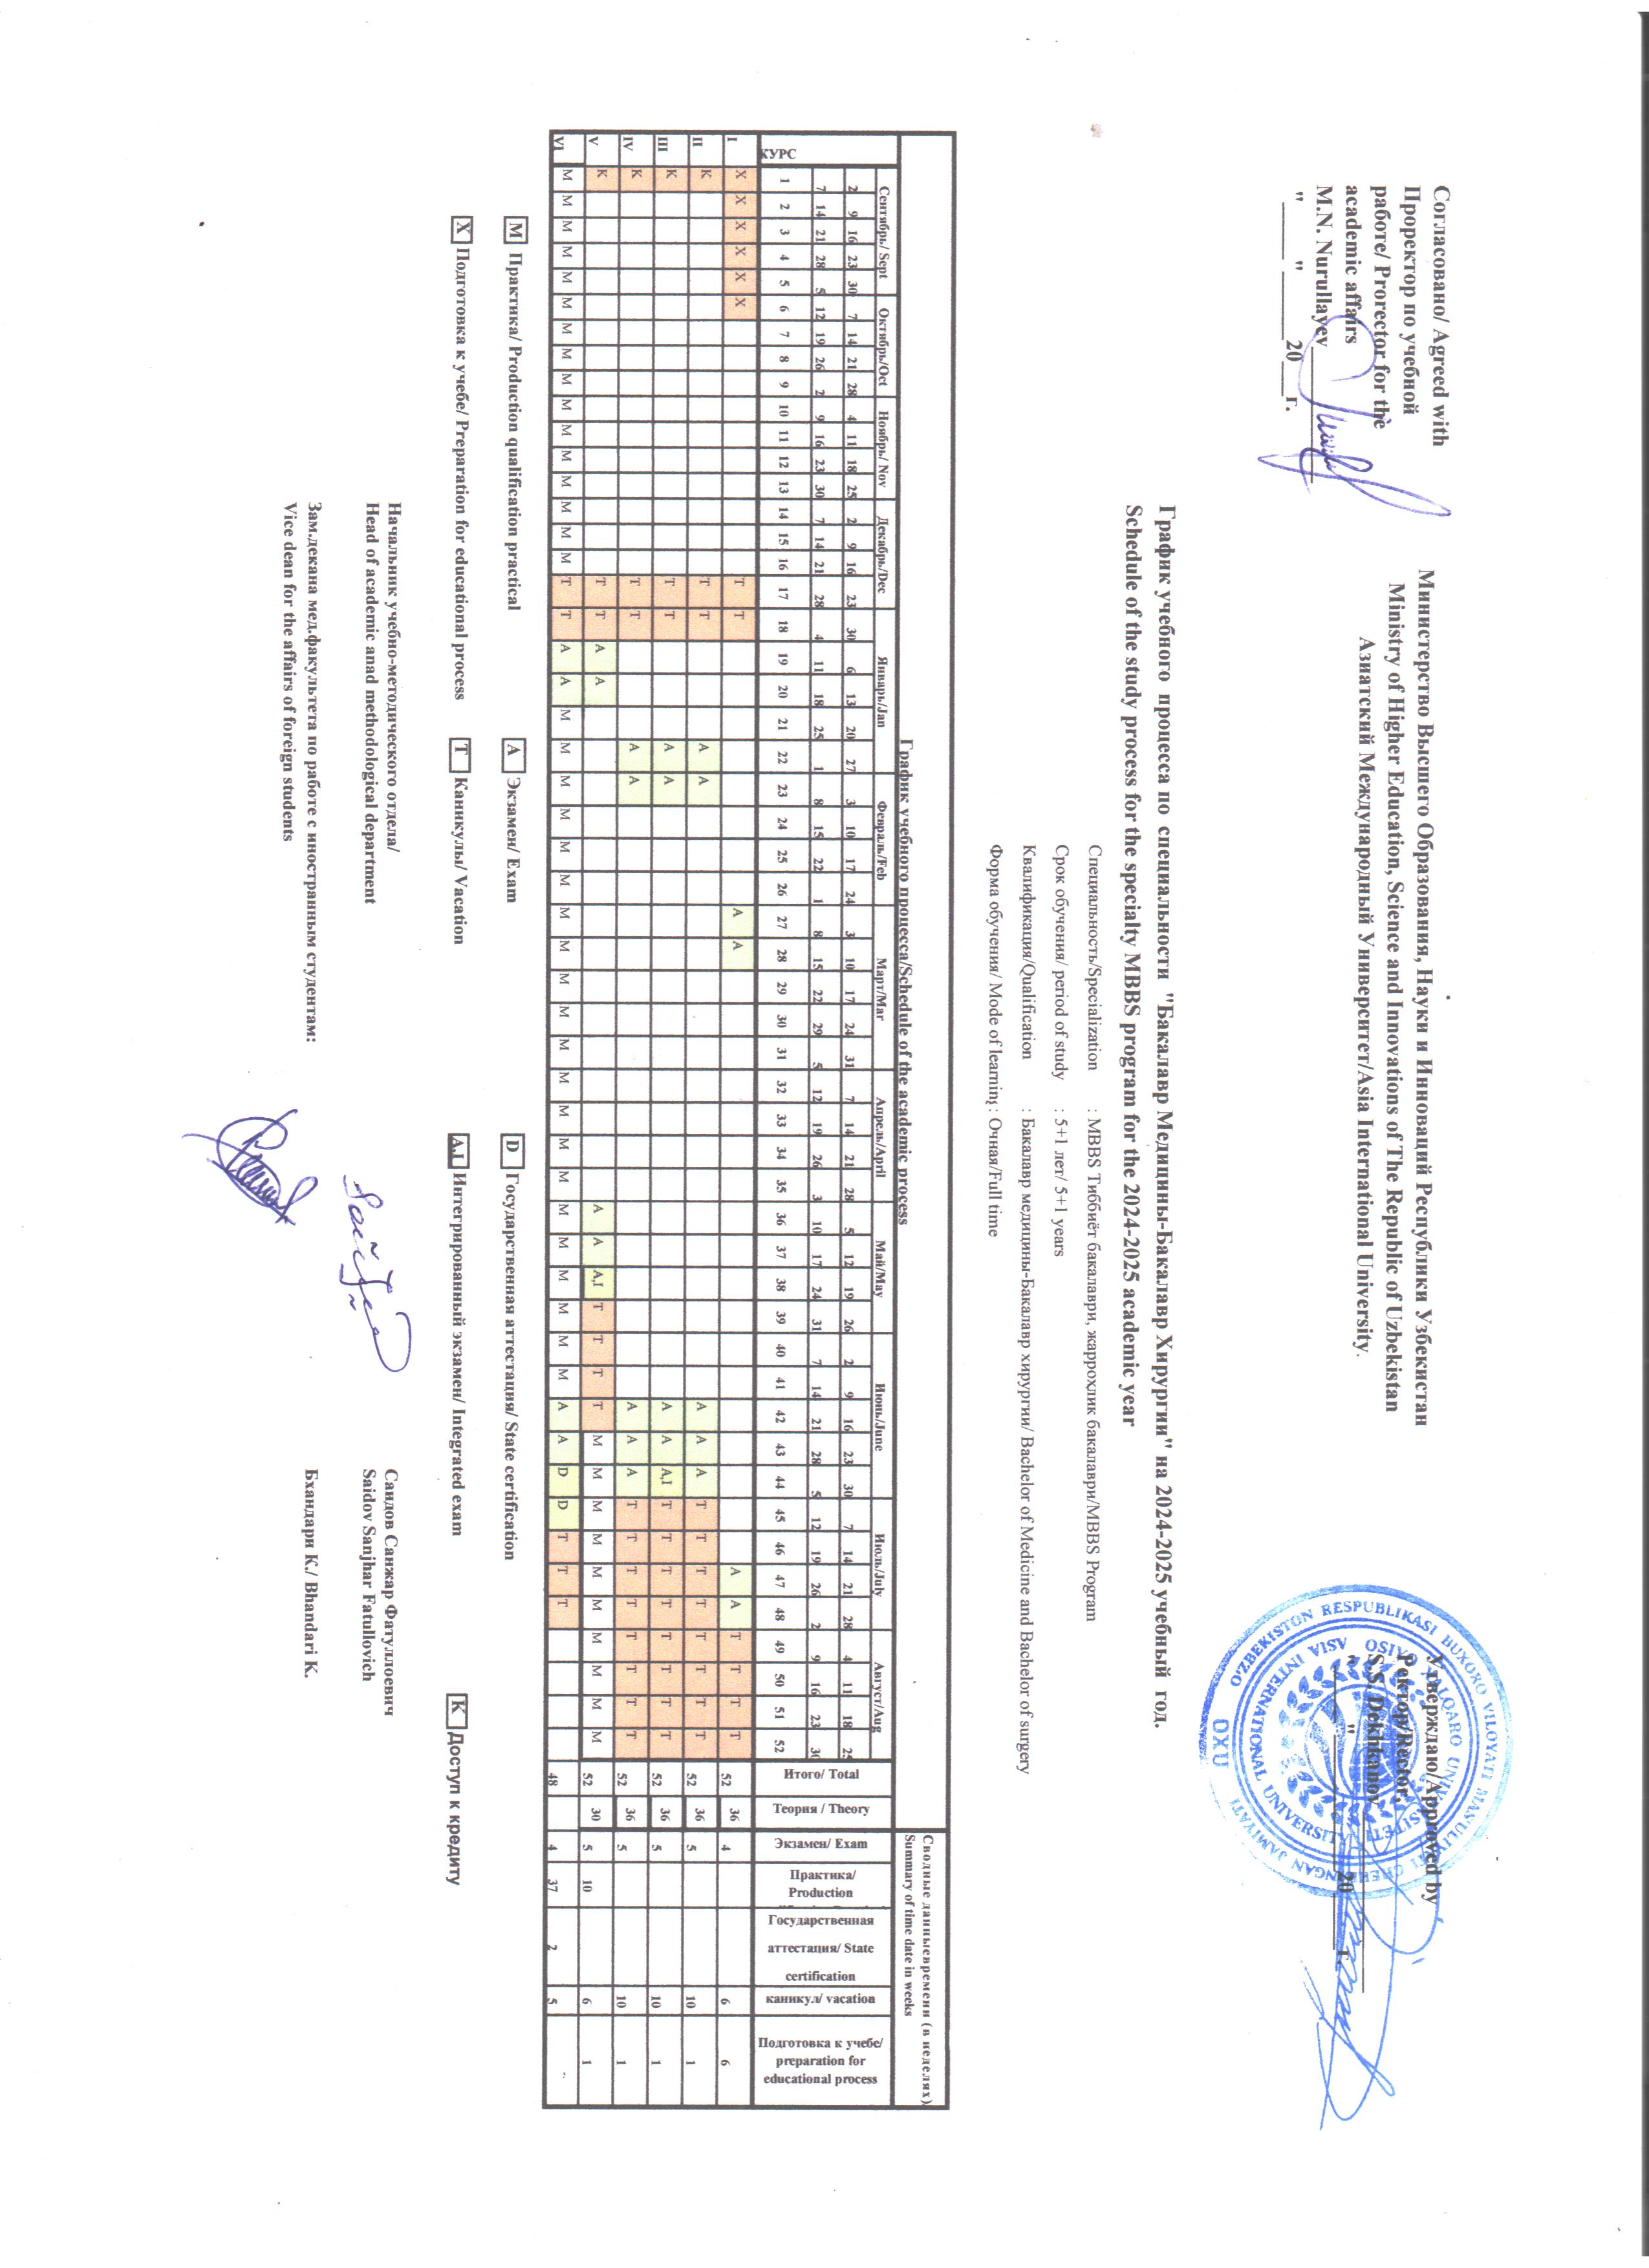 Согласовано/ Agreed with
Проректор по учебной
работе/ Prorector for the
academic affairs
M.N. Nurullayev____________
"_____"______20___г.
Министерство Высшего Образования, Науки и Инноваций Республики Узбекистан
Ministry of Higher Education, Science and Innovations of The Republic of Uzbekistan
Азиатский Международный Университет/Asia International University.
Утверждаю/Approved by
Ректор/Rector,
S.S. Dekhkanov
"_____"____________20_____г.
O'ZBEKISTON RESPUBLIKASI BUXORO VILOYATI MAS'ULIYATI CHEKLANGAN JAMIYATI
OSIYO XALQARO UNIVERSITETI
ASIA INTERNATIONAL UNIVERSITY
OXU
График учебного процесса по специальности "Бакалавр Медицины-Бакалавр Хирургии" на 2024-2025 учебный год.
Schedule of the study process for the specialty MBBS program for the 2024-2025 academic year
Специальность/Specialization : MBBS Тиббиёт бакалаври, жарроҳлик бакалаври/MBBS Program
Срок обучения/ period of study : 5+1 лет/ 5+1 years
Квалификация/Qualification : Бакалавр медицины-Бакалавр хирургии/ Bachelor of Medicine and Bachelor of surgery
Форма обучения/ Mode of learning : Очная/Full time
График учебного процесса/Schedule of the academic process
Сводные данныевремени (в неделях)
Summary of time date in weeks
КУРС
Сентябрь/ Sept Октябрь/Oct Ноябрь/ Nov Декабрь/Dec Январь/Jan Февраль/Feb Март/Mar Апрель/April Май/May Июнь/June Июль/July Август/Aug
2 9 16 23 30 7 14 21 28 4 11 18 25 2 9 16 23 30 6 13 20 27 3 10 17 24 3 10 17 24 31 7 14 21 28 5 12 19 26 2 9 16 23 30 7 14 21 28 4 11 18 25
7 14 21 28 5 12 19 26 2 9 16 23 30 7 14 21 28 4 11 18 25 1 8 15 22 1 8 15 22 29 5 12 19 26 3 10 17 24 31 7 14 21 28 5 12 19 26 2 9 16 23 30
1 2 3 4 5 6 7 8 9 10 11 12 13 14 15 16 17 18 19 20 21 22 23 24 25 26 27 28 29 30 31 32 33 34 35 36 37 38 39 40 41 42 43 44 45 46 47 48 49 50 51 52
Итого/ Total
Теория / Theory
Экзамен/ Exam
Практика/ Production
Государственная аттестация/ State certification
каникул/ vacation
Подготовка к учебе/ preparation for educational process
I X X X X X X T T A A A A T T T T 52 36 4 6 6
II K T T A A A A A T T T T T T T T 52 36 5 10 1
III K T T A A A A A,I T T T T T T T T 52 36 5 10 1
IV K T T A A A A A T T T T T T T T 52 36 5 10 1
V K T T A A A A A,I T T T T M M M M M M M M M M 52 30 5 10 6 1
VI M M M M M M M M M M M M M M M M T T A A M M M M M M M M M M M M M M M M M M M M M A A D D T T T 48 4 37 2 5
M Практика/ Production qualification practical
A Экзамен/ Exam
D Государственная аттестация/ State certification
X Подготовка к учебе/ Preparation for educational process
T Каникулы/ Vacation
A,I Интегрированный экзамен/ Integrated exam
K Доступ к кредиту
Начальник учебно-методического отдела/
Head of academic anad methodological department
Саидов Санжар Фатуллоевич
Saidov Sanjhar Fatullovich
Зам.декана мед.факультета по работе с иностранным студентам:
Vice dean for the affairs of foreign students
Бхандари К./ Bhandari K.